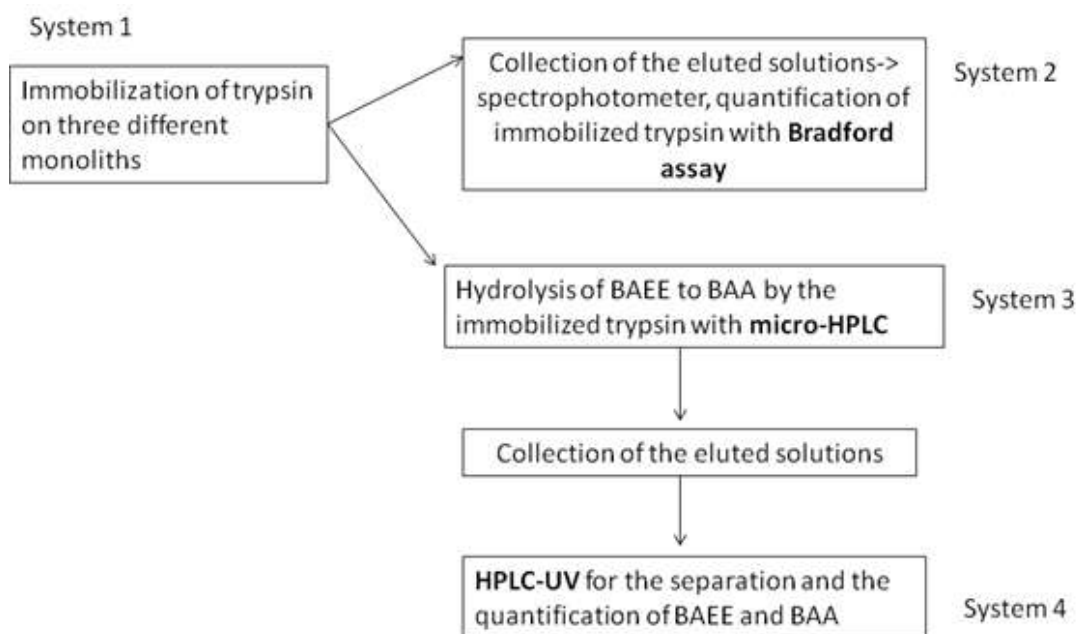 System 1
Immobilization of trypsin
on three different
monoliths
Collection of the eluted solutions->
spectrophotometer, quantification of
immobilized trypsin with Bradford
assay
System 2
Hydrolysis of BAEE to BAA by the
immobilized trypsin with micro-HPLC
System 3
Collection of the eluted solutions
HPLC-UV for the separation and the
quantification of BAEE and BAA
System 4